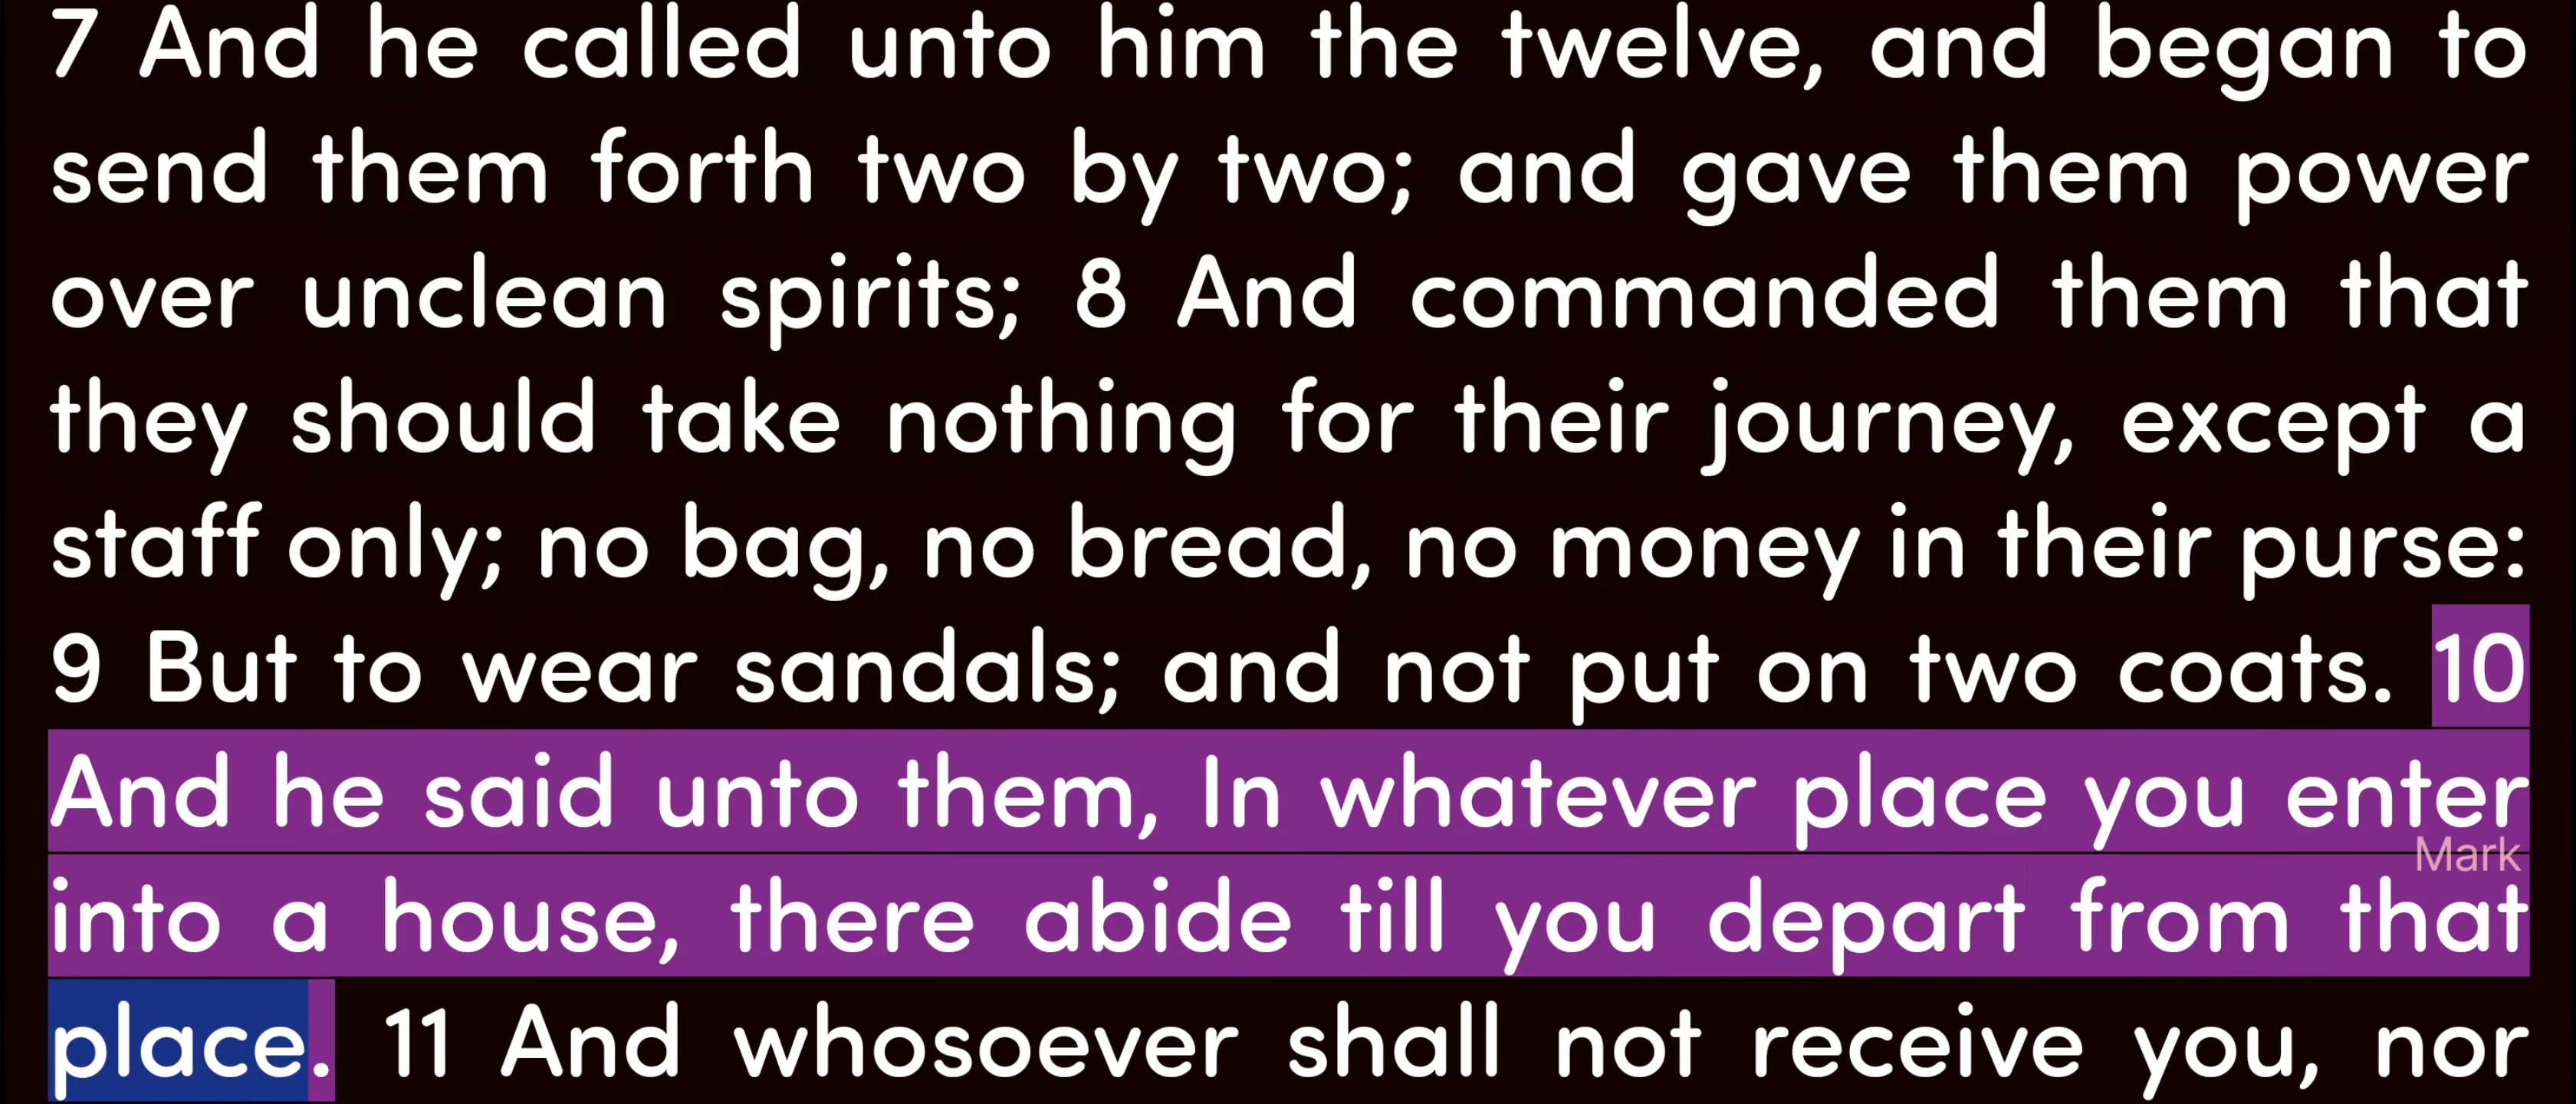 7 And he called unto him the twelve, and began to
send them forth two by two; and gave them power
over unclean spirits; 8 And commanded them that
they should take nothing for their journey, except a
staff only; no bag, no bread, no money in their purse:
9 But to wear sandals; and not put on two coats. 10
And he said unto them, In whatever place you enter
Mark
into a house, there abide till you depart from that
place. 11 And whosoever shall not receive you, nor